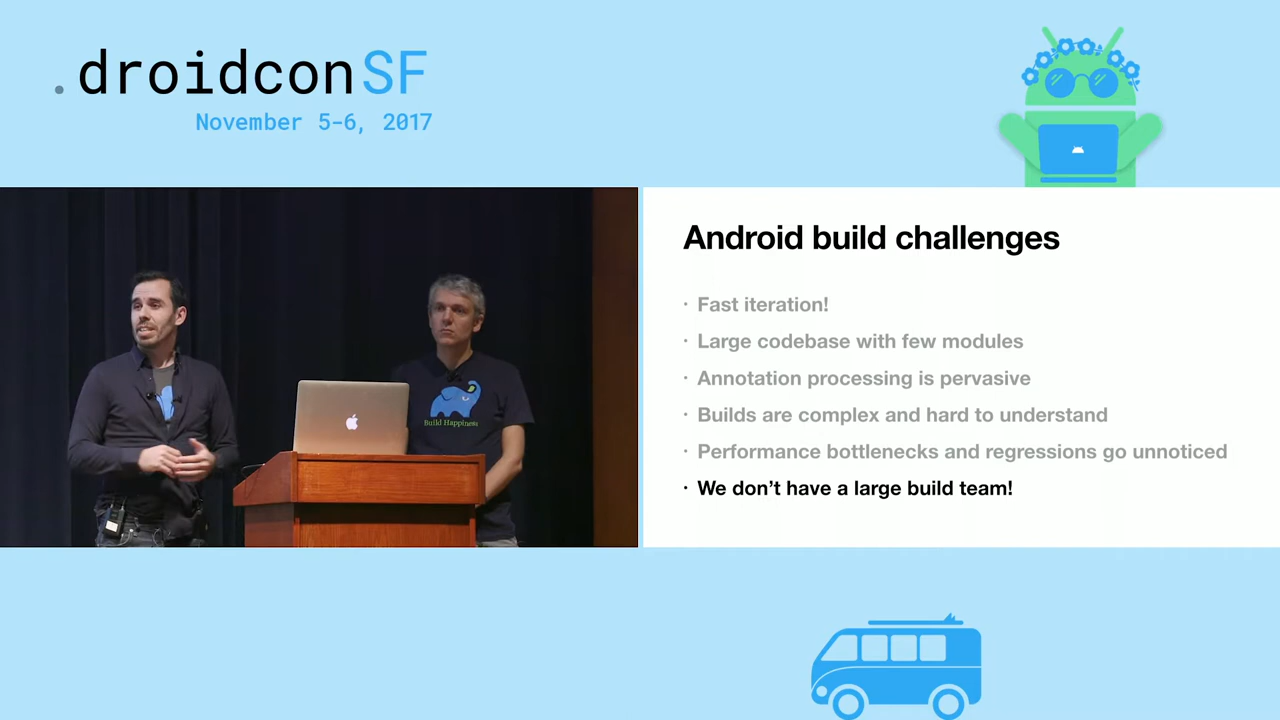 .droidconSF
November 5-6, 2017
Build Happiness
Android build challenges
· Fast iteration!
· Large codebase with few modules
· Annotation processing is pervasive
· Builds are complex and hard to understand
· Performance bottlenecks and regressions go unnoticed
· We don’t have a large build team!